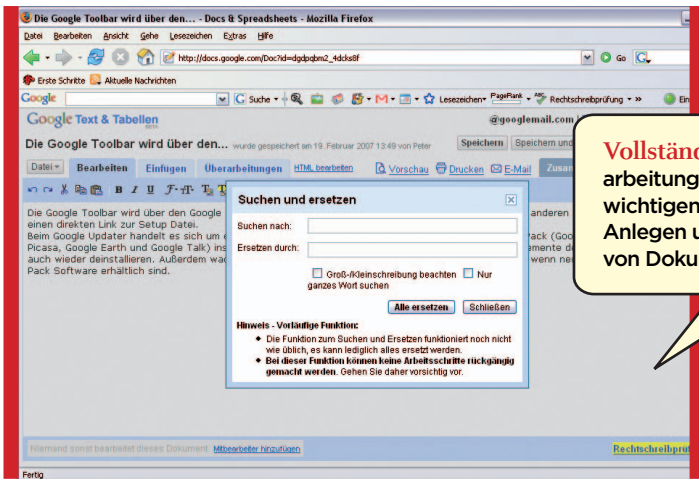 Die Google Toolbar wird über den... - Docs & Spreadsheets - Mozilla Firefox
Datei Bearbeiten Ansicht Gehe Lesezeichen Extras Hilfe
http://docs.google.com/Doc?id=dgdpqbm2_4dcks8f Go
Erste Schritte Aktuelle Nachrichten
Google Suche Lesezeichen PageRank Rechtschreibprüfung
Google Text & Tabellen
@googlemail.com
Die Google Toolbar wird über den... wurde gespeichert am 19. Februar 2007 13:49 von Peter Speichern Speichern und
Datei Bearbeiten Einfügen Überarbeitungen HTML bearbeiten Vorschau Drucken E-Mail
Die Google Toolbar wird über den Google
anderen
einen direkten Link zur Setup Datei.
Beim Google Updater handelt es sich um
Picasa, Google Earth und Google Talk) ins
auch wieder deinstallieren. Außerdem
wenn
Pack Software erhältlich sind.
Suchen und ersetzen
Suchen nach:
Ersetzen durch:
Groß-/Kleinschreibung beachten Nur
ganzes Wort suchen
Alle ersetzen Schließen
Hinweis - Vorläufige Funktion:
Die Funktion zum Suchen und Ersetzen funktioniert noch nicht
wie üblich, es kann lediglich alles ersetzt werden.
Bei dieser Funktion können keine Arbeitsschritte rückgängig
gemacht werden. Gehen Sie daher vorsichtig vor.
Niemand sonst bearbeitet dieses Dokument. Mitbearbeiter hinzufügen
Rechtschreibprüf
Fertig
Vollständ
arbeitung
wichtigen
Anlegen u
von Doku